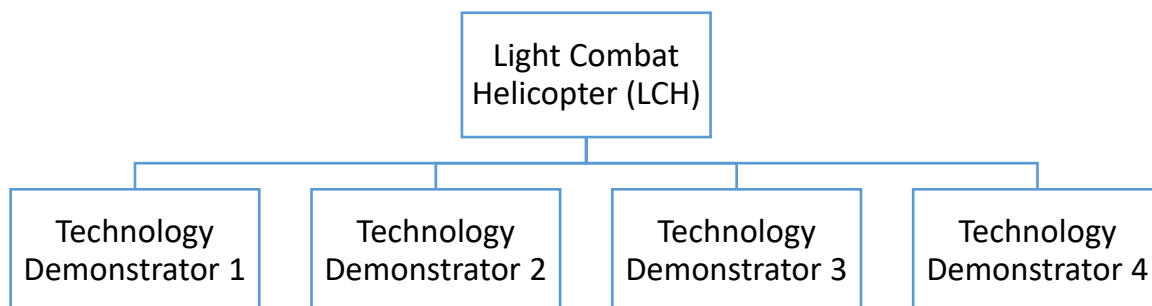 Light Combat
Helicopter (LCH)
Technology
Demonstrator 1
Technology
Demonstrator 2
Technology
Demonstrator 3
Technology
Demonstrator 4